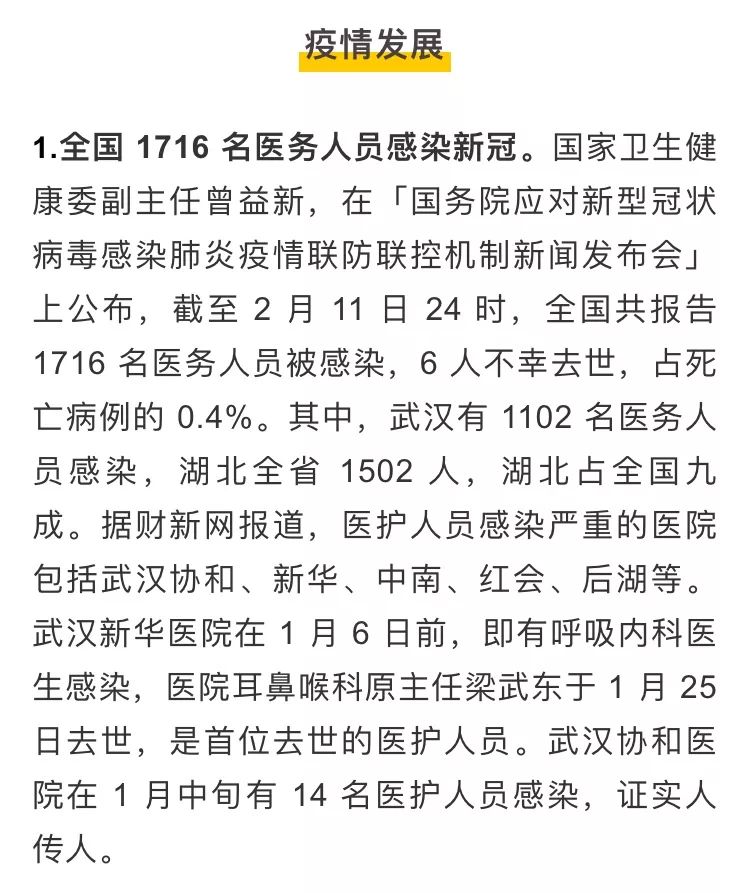 疫情发展
1.全国 1716 名医务人员感染新冠。国家卫生健
康委副主任曾益新，在「国务院应对新型冠状
病毒感染肺炎疫情联防联控机制新闻发布会」
上公布，截至 2 月 11 日 24 时，全国共报告
1716 名医务人员被感染，6 人不幸去世，占死
亡病例的 0.4%。其中，武汉有 1102 名医务人
员感染，湖北全省 1502 人，湖北占全国九
成。据财新网报道，医护人员感染严重的医院
包括武汉协和、新华、中南、红会、后湖等。
武汉新华医院在 1 月 6 日前，即有呼吸内科医
生感染，医院耳鼻喉科原主任梁武东于 1 月 25
日去世，是首位去世的医护人员。武汉协和医
院在 1 月中旬有 14 名医护人员感染，证实人
传人。